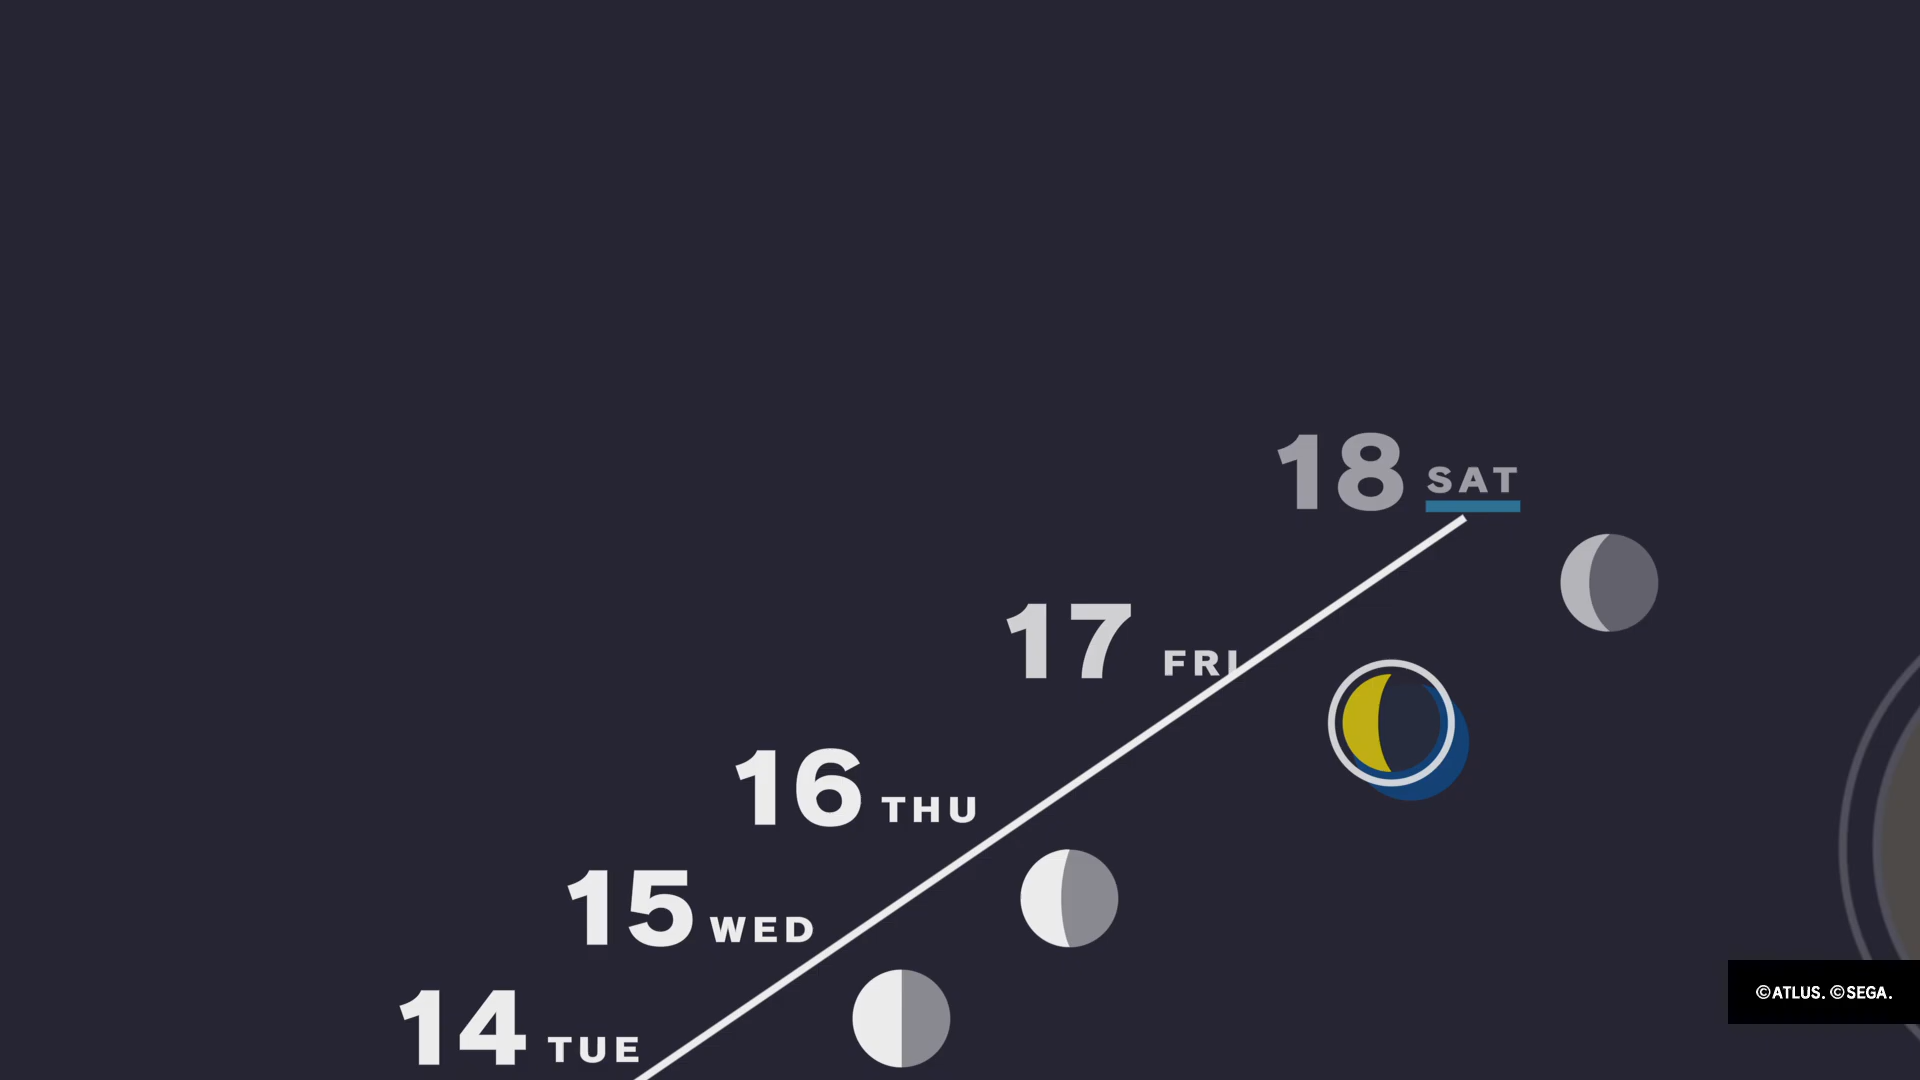 18 SAT
17 FRI
16 THU
15 WED
14 TUE
©ATLUS. ©SEGA.